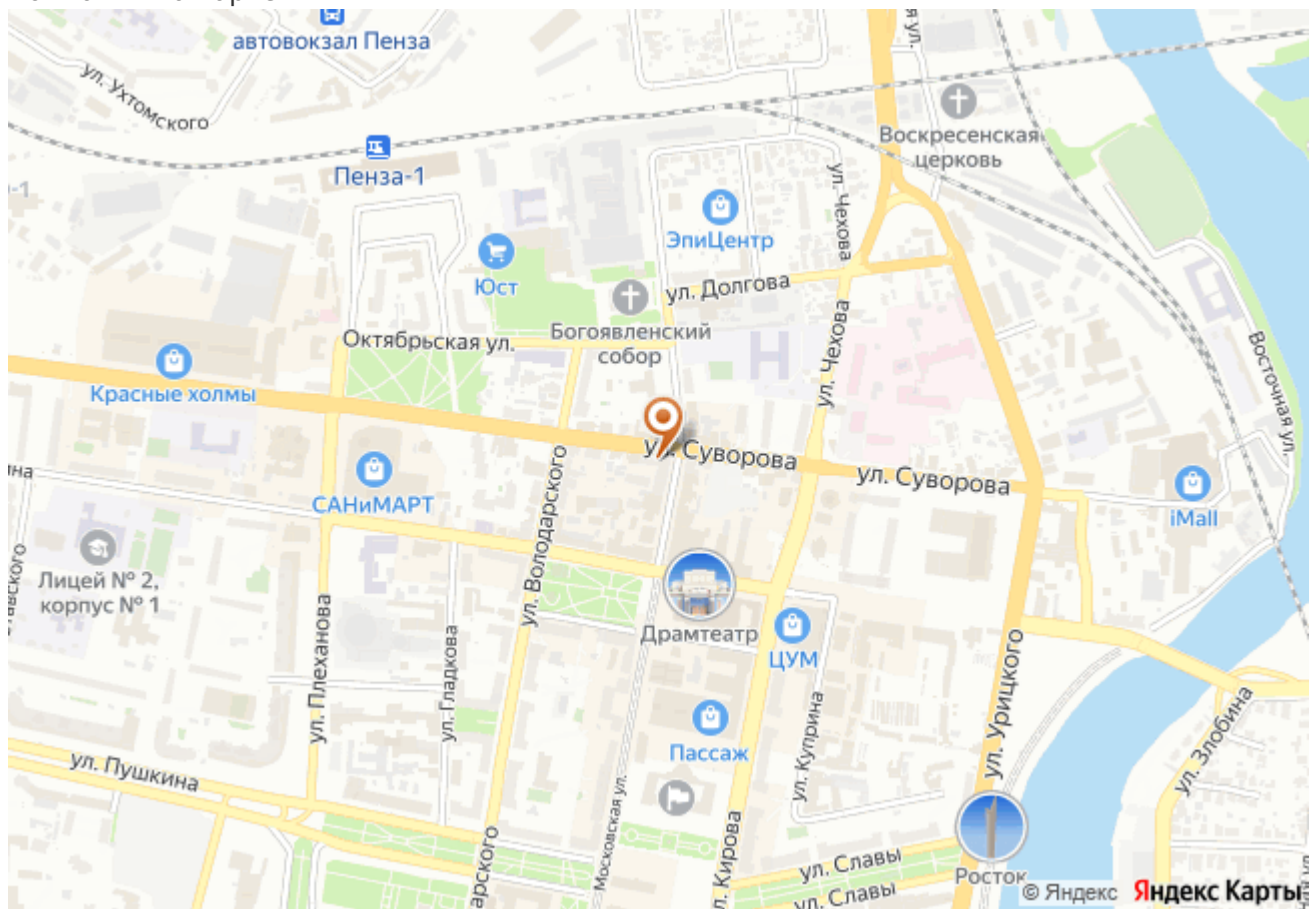 автовокзал Пенза
ул. Ухтомского
Пенза-1
Воскресенская
церковь
ул. Чехова
ЭпиЦентр
Юст
ул. Долгова
Богоявленский
собор
Октябрьская ул.
ул. Чехова
Восточная ул.
Красные холмы
ул. Суворова
ул. Суворова
САНиМАРТ
iMall
ул. Володарского
Лицей № 2,
корпус № 1
Драмтеатр
ЦУМ
ул. Плеханова
ул. Гладкова
ул. Урицкого
ул. Злобина
Пассаж
ул. Куприна
ул. Пушкина
Московская ул.
ул. Кирова
ул. Славы
Росток
ул. Славы
© Яндекс Яндекс Карты